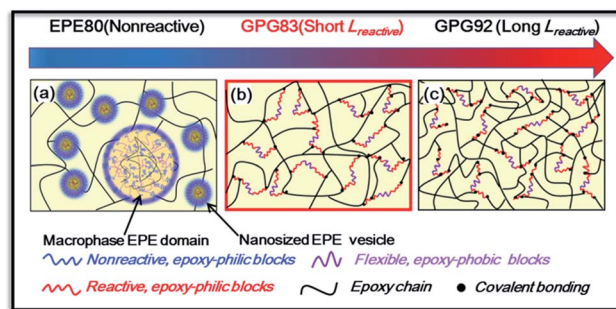 EPE80(Nonreactive) GPG83(Short Lreactive) GPG92 (Long Lreactive)
(a) (b) (c)
Macrophase EPE domain Nanosized EPE vesicle
Nonreactive, epoxy-philic blocks Flexible, epoxy-phobic blocks
Reactive, epoxy-philic blocks Epoxy chain Covalent bonding